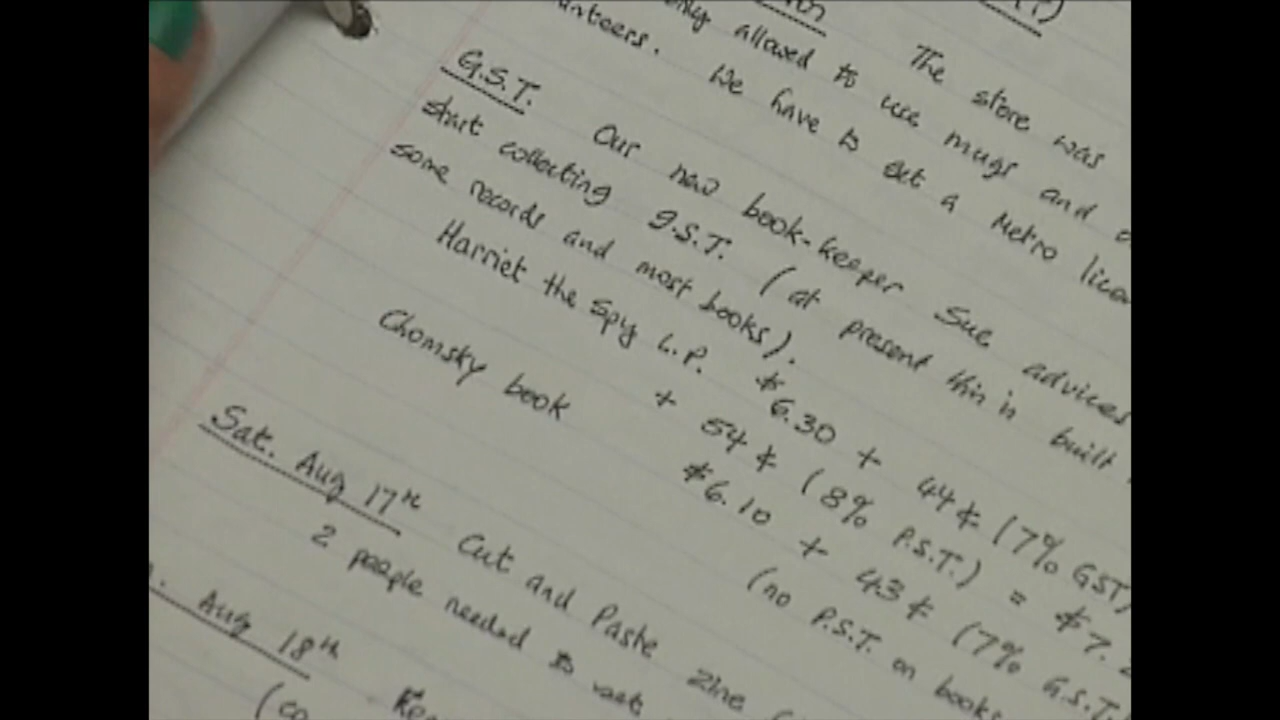 The store was
only allowed to use mugs and
unteers. We have to get a Metro lice
G.S.T. Our new book-keeper Sue advices
start collecting G.S.T. (at present this is built
some records and most books).
Harriet the Spy L.P. $6.30 + 44¢ (7% GST)
+ 54¢ (8% P.S.T.) = $7.2
Chomsky book $6.10 + 43¢ (7% G.S.T.
(no P.S.T. on books
Sat. Aug 17th Cut and Paste Zine
2 people needed to
Aug 18th